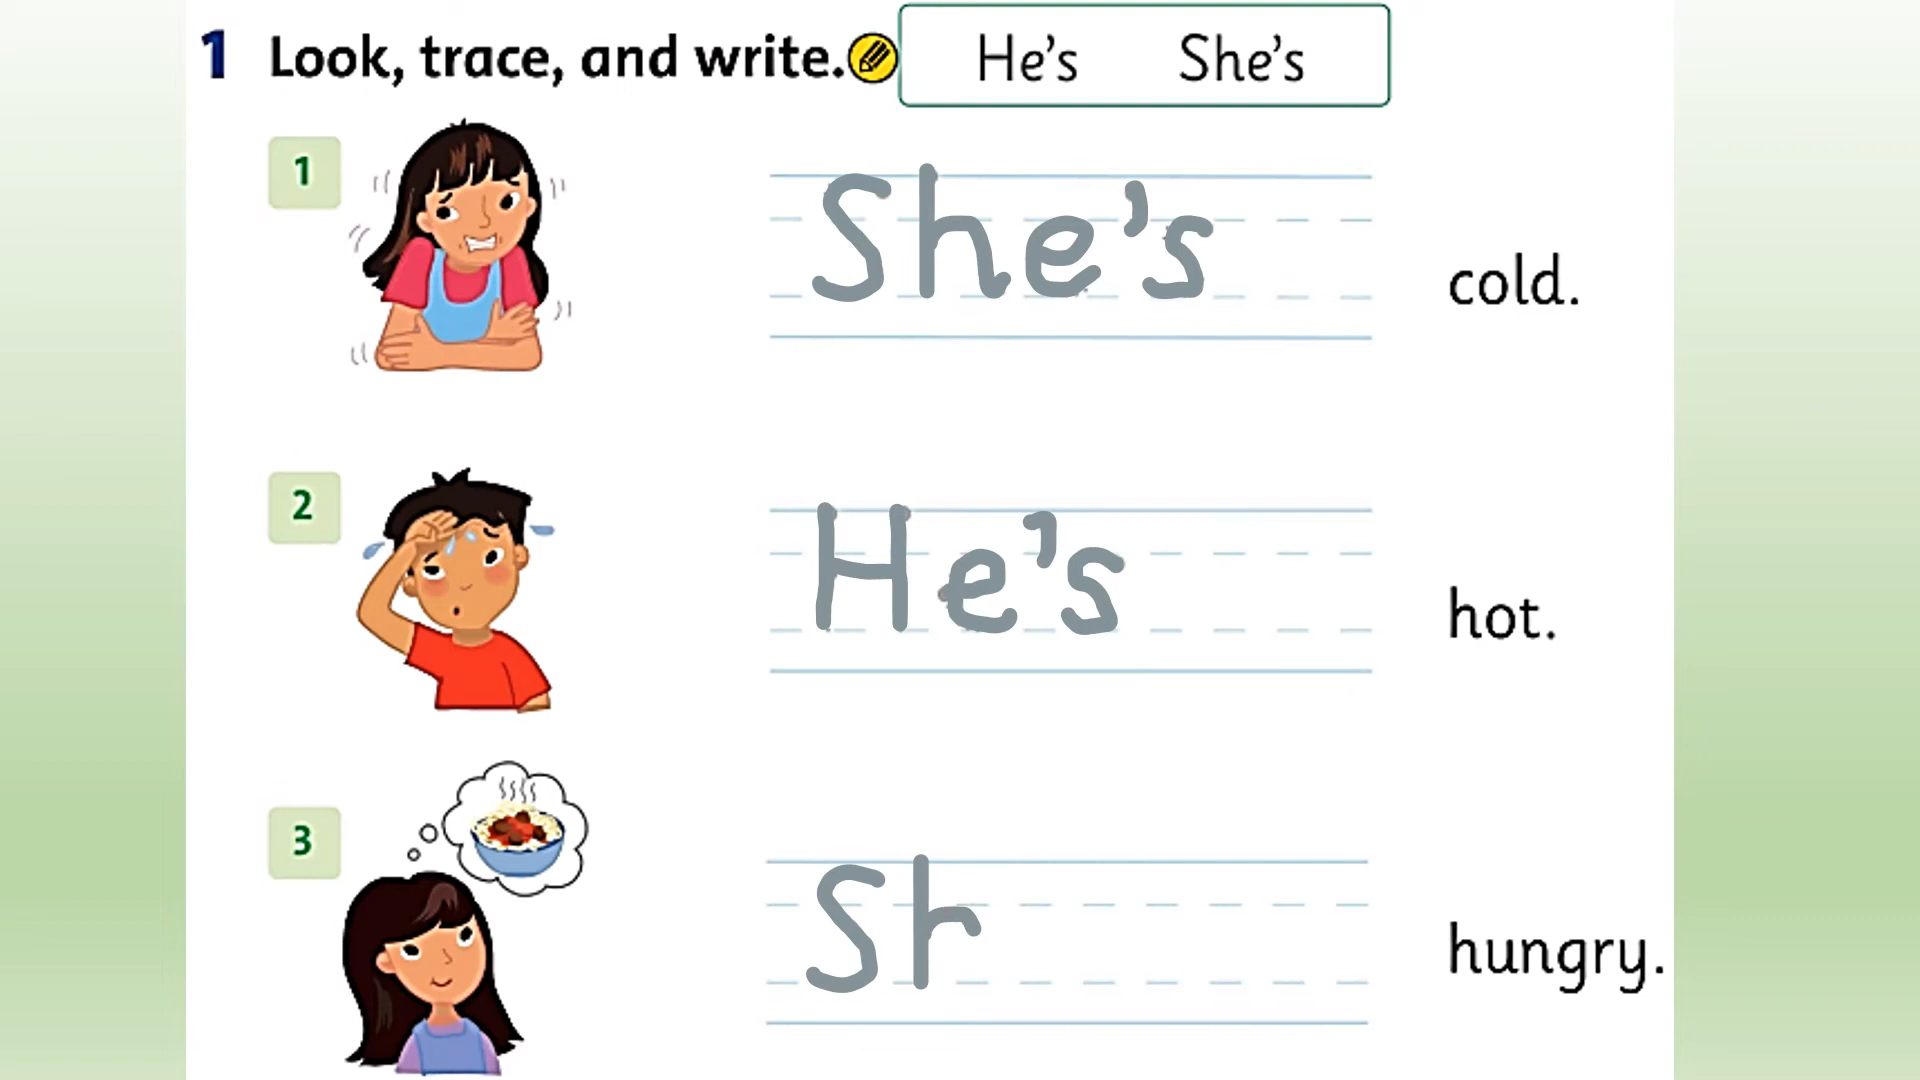 1 Look, trace, and write. He's She's
1 She's cold.
2 He's hot.
3 Sh hungry.